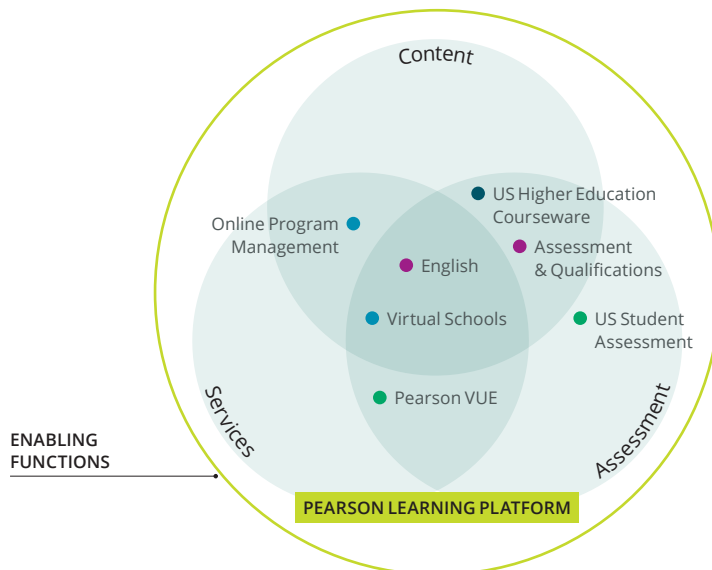 Content
US Higher Education
Courseware
Online Program
Management
Assessment
& Qualifications
English
Virtual Schools
US Student
Assessment
Pearson VUE
Services
Assessment
ENABLING
FUNCTIONS
PEARSON LEARNING PLATFORM